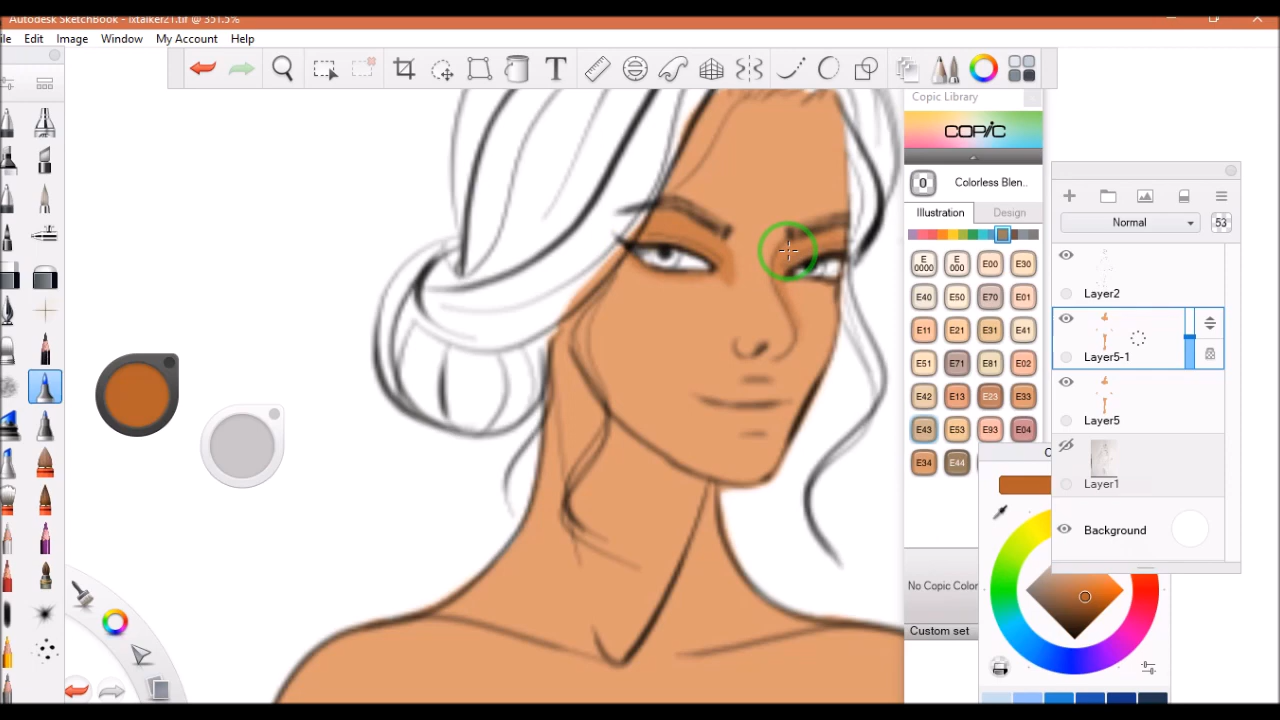 Autodesk SketchBook - ixtalker21.tif @ 351.5%
ile Edit Image Window My Account Help
Copic Library
COPIC
0 Colorless Blen..
Illustration Design
E0000 E000 E00 E30
E40 E50 E70 E01
E11 E21 E31 E41
E51 E71 E81 E02
E42 E13 E23 E33
E43 E53 E93 E04
E34 E44
No Copic Color
Custom set
Normal 53
Layer2
Layer5-1
Layer5
Layer1
Background